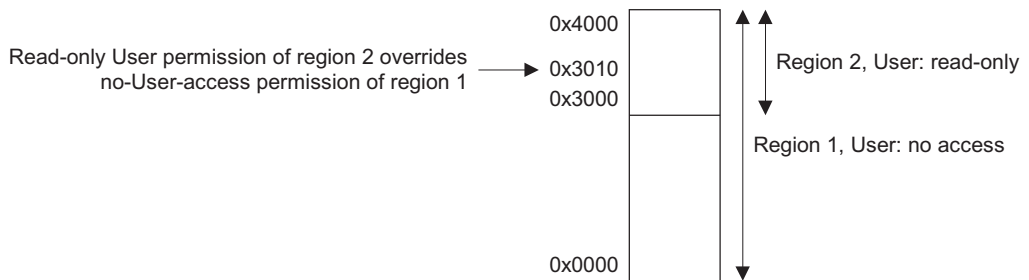 0x4000
Read-only User permission of region 2 overrides
no-User-access permission of region 1
0x3010
0x3000
Region 2, User: read-only
Region 1, User: no access
0x0000